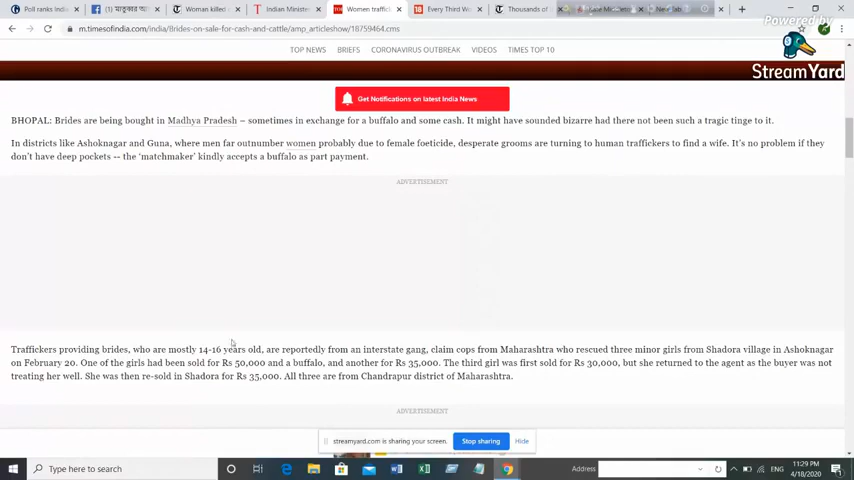 Poll ranks India
(1) মাতুব্বর আ
Woman killed
Indian Minister
Women traffic
Every Third Wo
Thousands of
New Tab
m.timesofindia.com/india/8rides-on-sale-for-cash-and-cattle/amp_articleshow/18759464.cms
Powered by
StreamYard
TOP NEWS BRIEFS CORONAVIRUS OUTBREAK VIDEOS TIMES TOP 10
Get Notifications on latest India News
BHOPAL: Brides are being bought in Madhya Pradesh – sometimes in exchange for a buffalo and some cash. It might have sounded bizarre had there not been such a tragic tinge to it.
In districts like Ashoknagar and Guna, where men far outnumber women probably due to female foeticide, desperate grooms are turning to human traffickers to find a wife. It's no problem if they
don't have deep pockets -- the 'matchmaker' kindly accepts a buffalo as part payment.
ADVERTISEMENT
Traffickers providing brides, who are mostly 14-16 years old, are reportedly from an interstate gang, claim cops from Maharashtra who rescued three minor girls from Shadora village in Ashoknagar
on February 20. One of the girls had been sold for Rs 50,000 and a buffalo, and another for Rs 35,000. The third girl was first sold for Rs 30,000, but she returned to the agent as the buyer was not
treating her well. She was then re-sold in Shadora for Rs 35,000. All three are from Chandrapur district of Maharashtra.
ADVERTISEMENT
streamyard.com is sharing your screen. Stop sharing Hide
Type here to search
Address
ENG
11:29 PM
4/18/2020